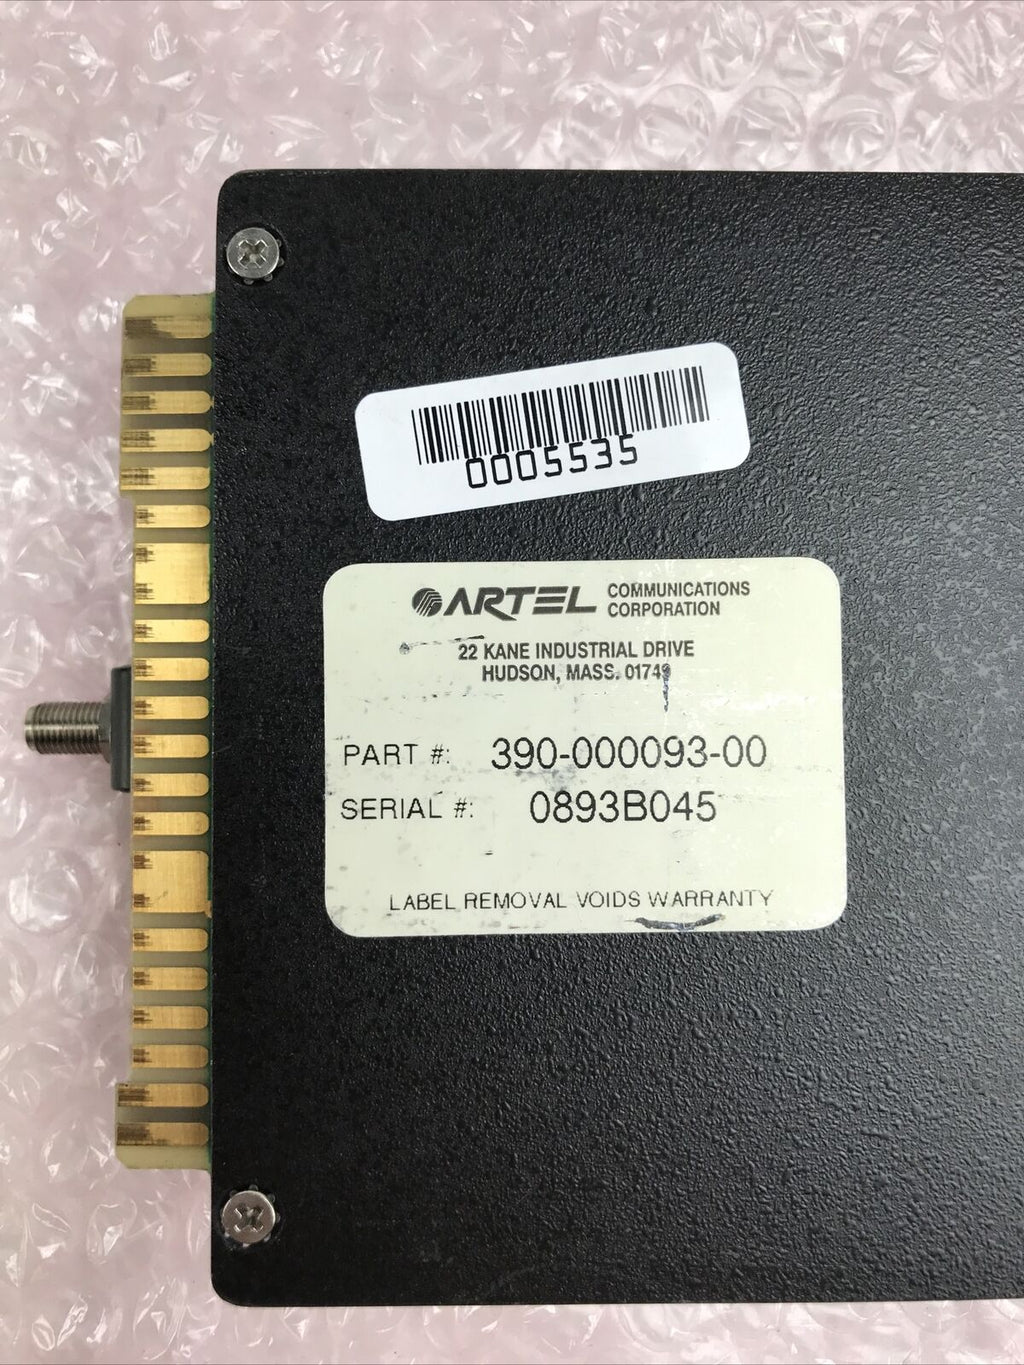 0005535
ARTEL COMMUNICATIONS
CORPORATION
22 KANE INDUSTRIAL DRIVE
HUDSON, MASS. 01749
PART #: 390-000093-00
SERIAL #: 0893B045
LABEL REMOVAL VOIDS WARRANTY